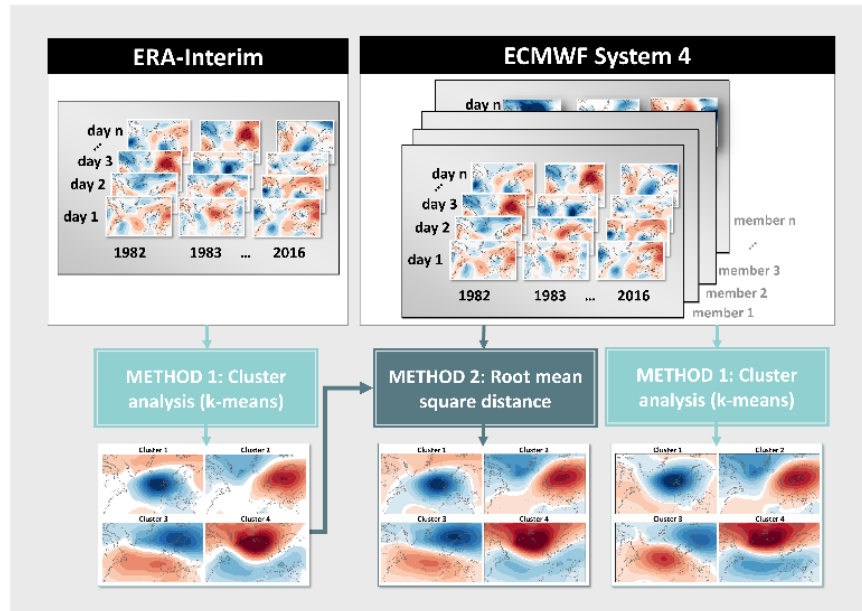 ERA-Interim
day n
...
day 3
day 2
day 1
1982 1983 ... 2016
ECMWF System 4
day n
day n
...
day 3
day 2
day 1
1982 1983 ... 2016
member n
...
member 3
member 2
member 1
METHOD 1: Cluster
analysis (k-means)
METHOD 2: Root mean
square distance
METHOD 1: Cluster
analysis (k-means)
Cluster 1 Cluster 2
Cluster 3 Cluster 4
Cluster 1 Cluster 2
Cluster 3 Cluster 4
Cluster 1 Cluster 2
Cluster 3 Cluster 4